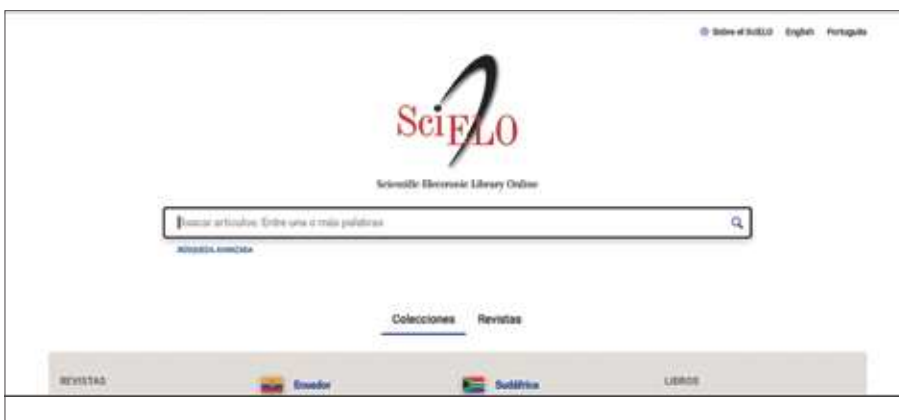 Sobre el SciELO English Português
SciELO
Scientific Electronic Library Online
Buscar artículos: Entre una o más palabras
BÚSQUEDA AVANZADA
Colecciones Revistas
REVISTAS Ecuador Sudáfrica LIBROS